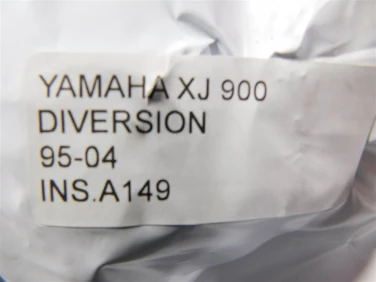 YAMAHA XJ 900
DIVERSION
95-04
INS.A149